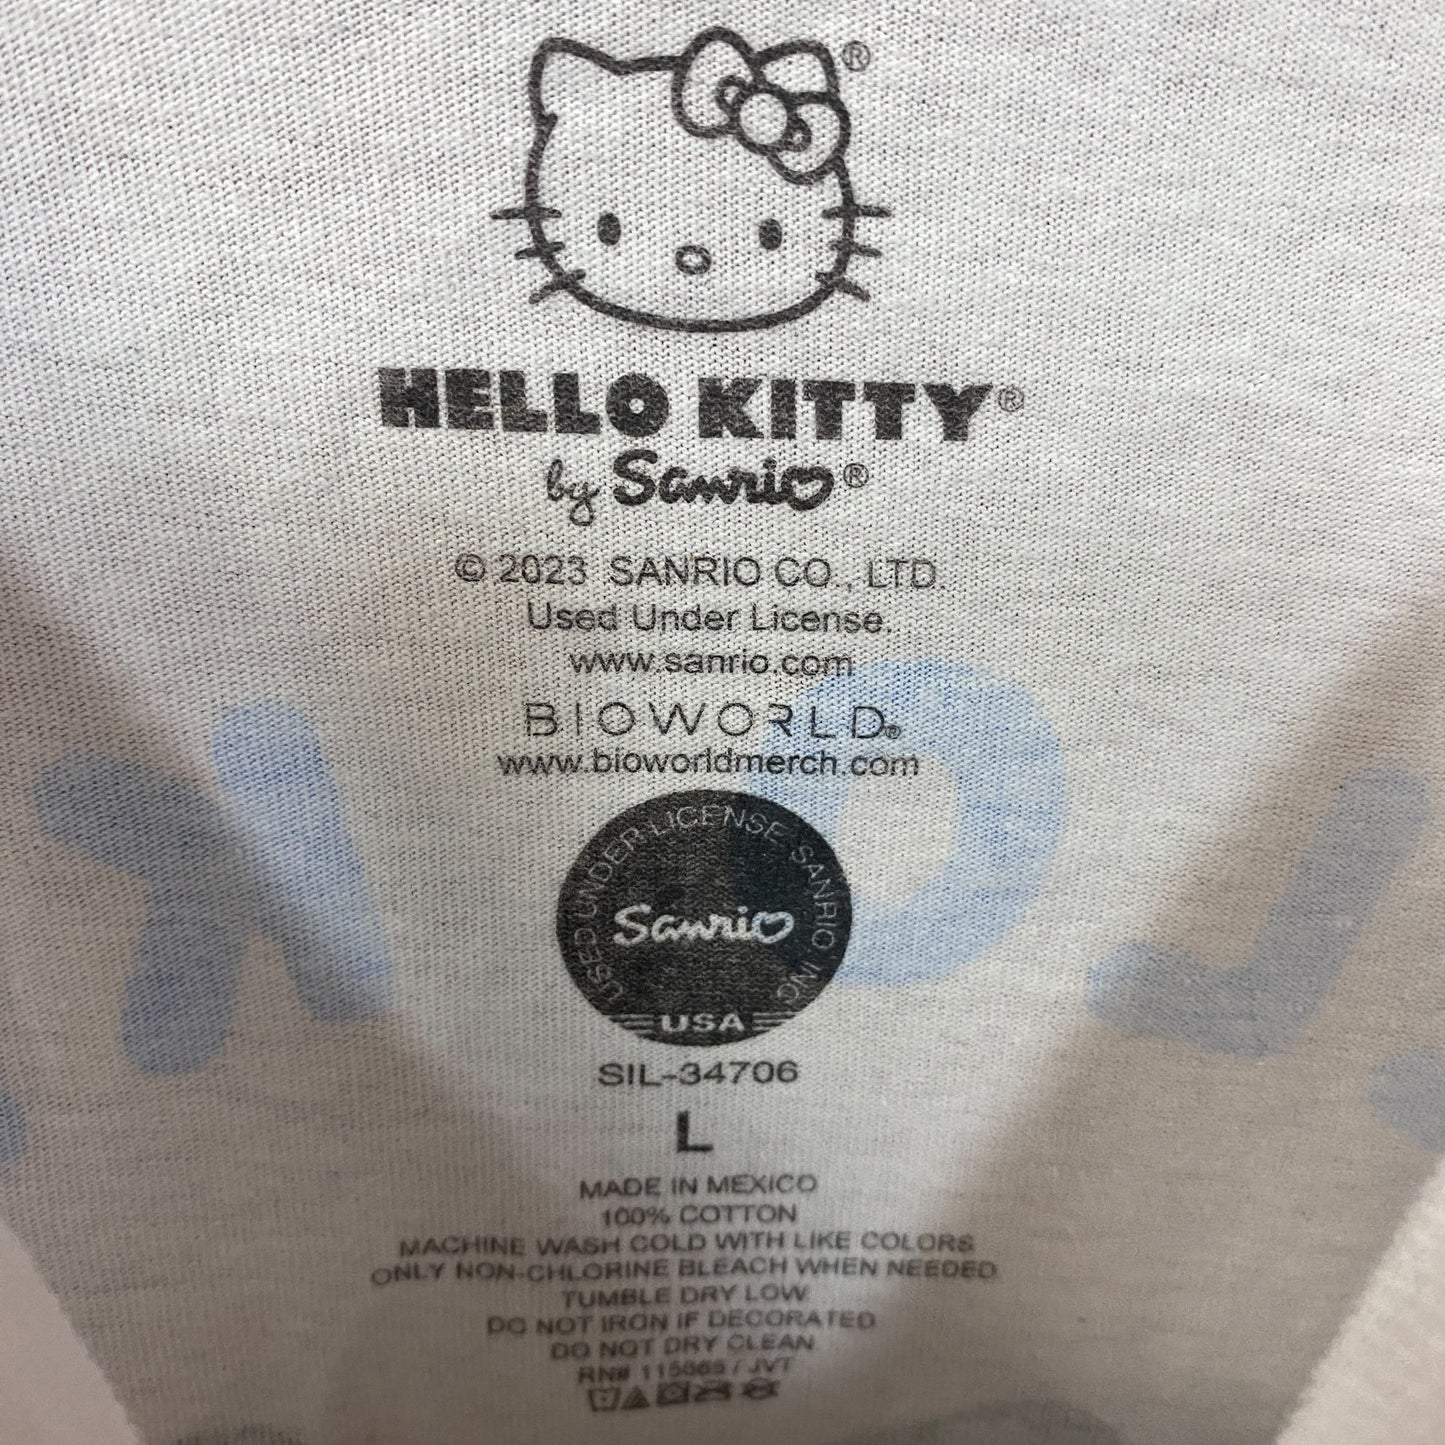 ®
HELLO KITTY®
by Sanrio®
© 2023 SANRIO CO., LTD.
Used Under License.
www.sanrio.com
BIOWORLD®
www.bioworldmerch.com
USED UNDER LICENSE, SANRIO, INC.
Sanrio
USA
SIL-34706
L
MADE IN MEXICO
100% COTTON
MACHINE WASH COLD WITH LIKE COLORS
ONLY NON-CHLORINE BLEACH WHEN NEEDED
TUMBLE DRY LOW
DO NOT IRON IF DECORATED
DO NOT DRY CLEAN
RN# / JVT